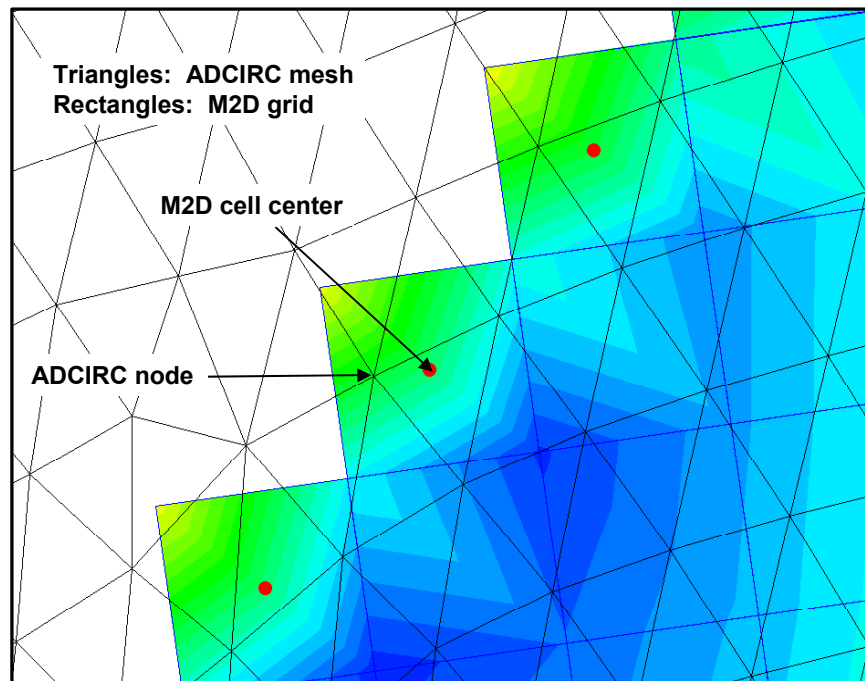 Triangles: ADCIRC mesh
Rectangles: M2D grid
M2D cell center
ADCIRC node